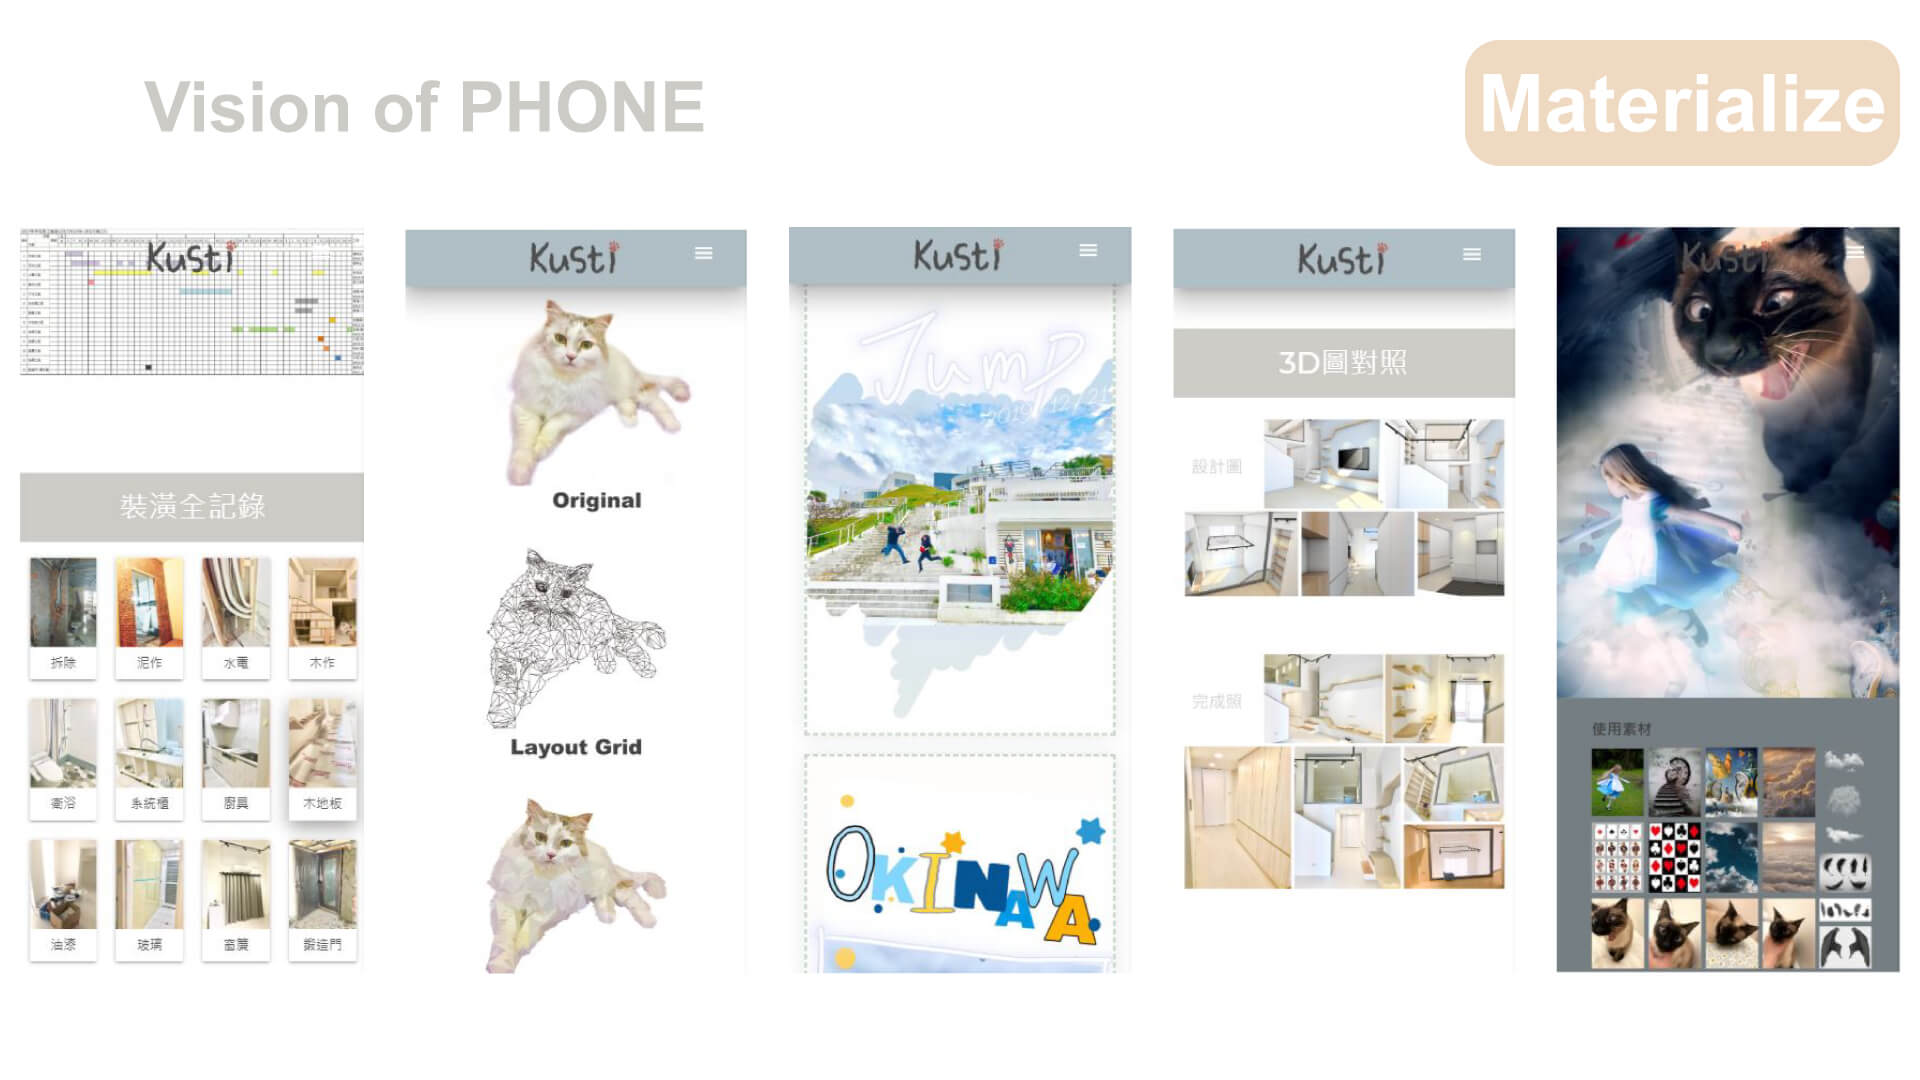 Vision of PHONE
Materialize
Kusti
裝潢全記錄
拆除
泥作
水電
木作
衛浴
系統櫃
廚具
木地板
油漆
玻璃
窗簾
鍛造門
Kusti
Original
Layout Grid
Kusti
Jump
2019/12/21
OKINAWA
Kusti
3D圖對照
設計圖
完成照
Kusti
使用素材